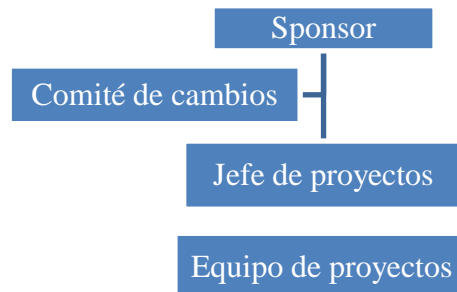 Sponsor
Comité de cambios
Jefe de proyectos
Equipo de proyectos